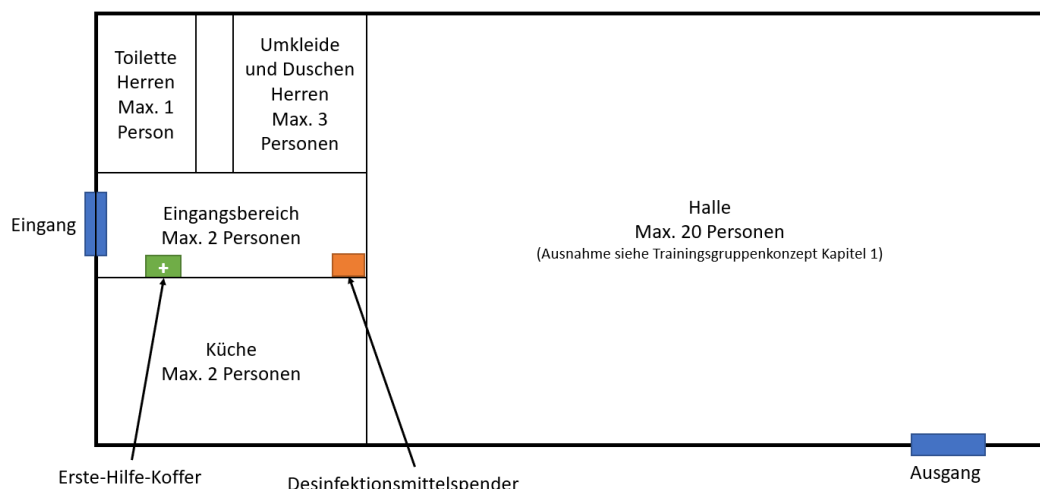 Toilette
Herren
Max. 1
Person
Umkleide
und Duschen
Herren
Max. 3
Personen
Eingang
Eingangsbereich
Max. 2 Personen
+
Halle
Max. 20 Personen
(Ausnahme siehe Trainingsgruppenkonzept Kapitel 1)
Küche
Max. 2 Personen
Erste-Hilfe-Koffer
Desinfektionsmittelspender
Ausgang